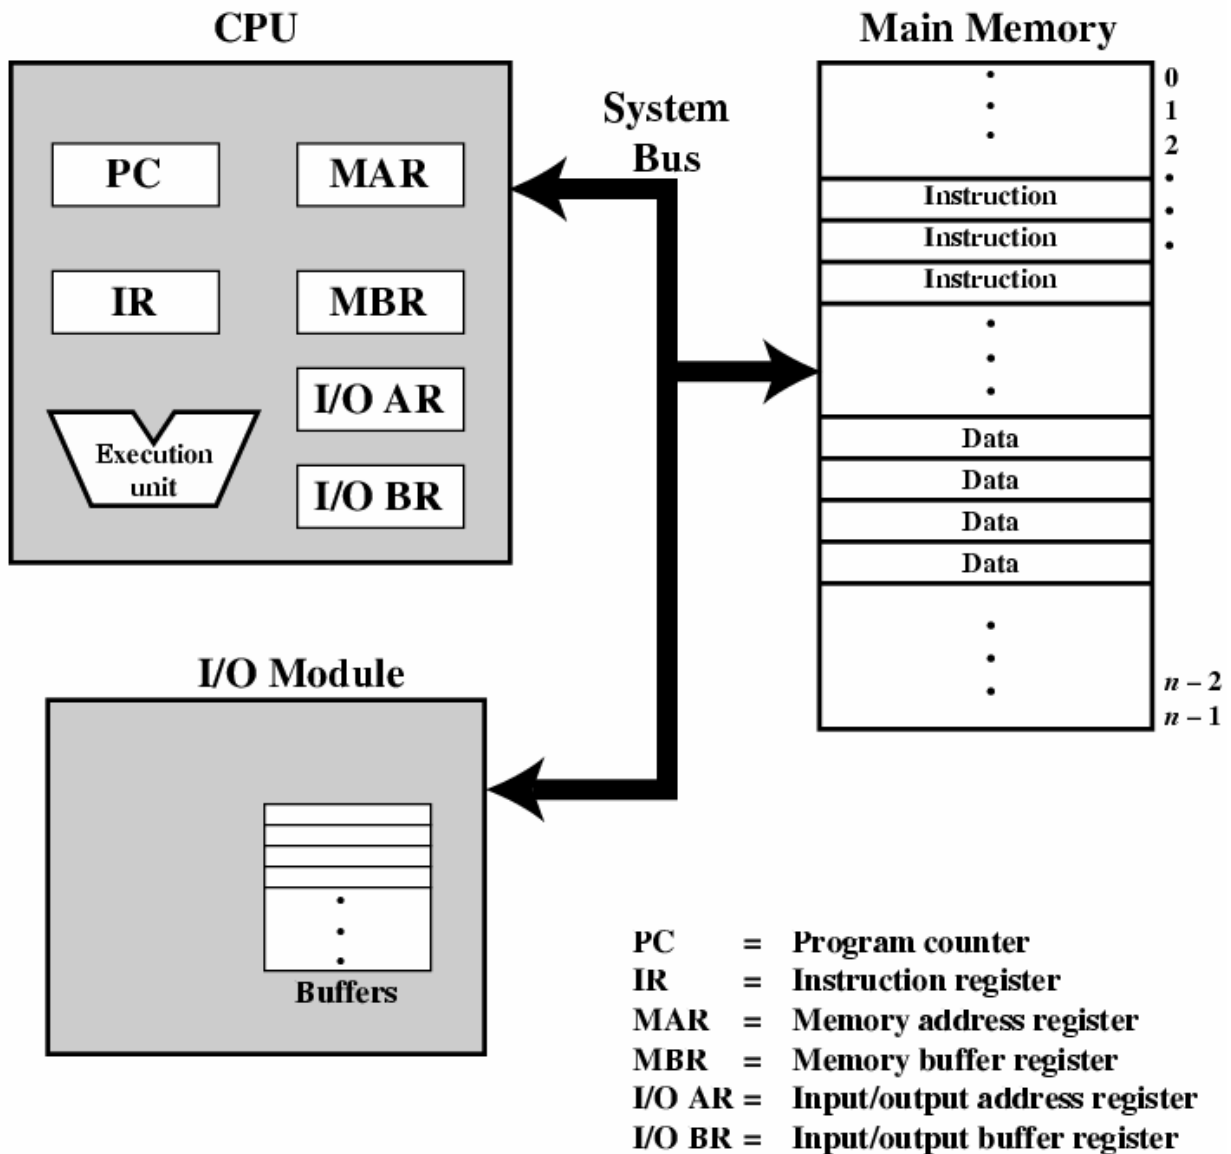 CPU
Main Memory
System
Bus
PC
MAR
IR
MBR
I/O AR
I/O BR
Execution
unit
0
1
2
Instruction
Instruction
Instruction
Data
Data
Data
Data
n – 2
n – 1
I/O Module
Buffers
PC = Program counter
IR = Instruction register
MAR = Memory address register
MBR = Memory buffer register
I/O AR = Input/output address register
I/O BR = Input/output buffer register